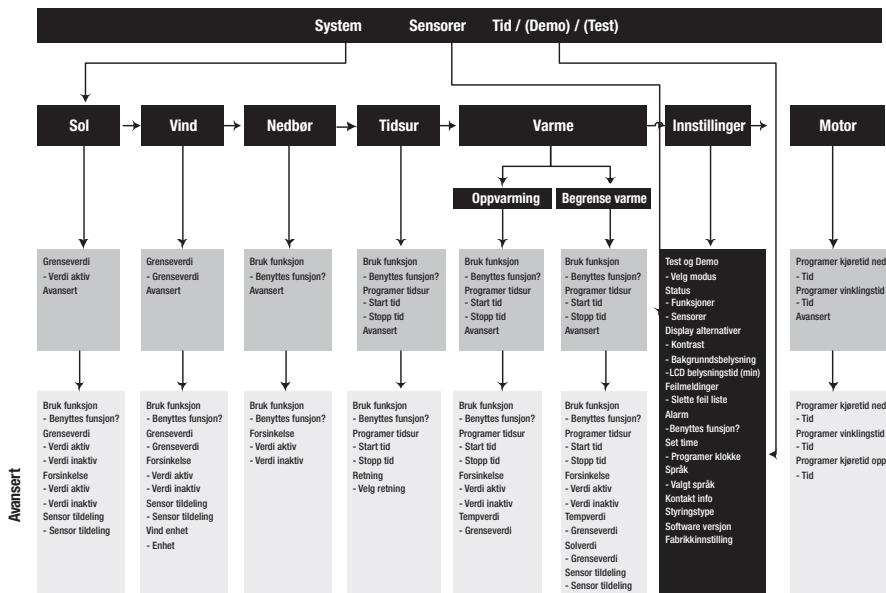 System Sensorer Tid / (Demo) / (Test)
Sol Vind Nedbør Tidsur Varme Innstillinger Motor
Oppvarming Begrense varme
Grenseverdi
- Verdi aktiv
Avansert
Grenseverdi
- Grenseverdi
Avansert
Bruk funksjon
- Benyttes funsjon?
Avansert
Bruk funksjon
- Benyttes funsjon?
Programer tidsur
- Start tid
- Stopp tid
Avansert
Bruk funksjon
- Benyttes funsjon?
Programer tidsur
- Start tid
- Stopp tid
Avansert
Bruk funksjon
- Benyttes funsjon?
Programer tidsur
- Start tid
- Stopp tid
Avansert
Test og Demo
- Velg modus
Status
- Funksjoner
- Sensorer
Display alternativer
- Kontrast
- Bakgrunndsbelysning
-LCD belysningstid (min)
Feilmeldinger
- Slette feil liste
Alarm
-Benyttes funsjon?
Set time
- Programer klokke
Språk
- Valgt språk
Kontakt info
Styringstype
Software versjon
Fabrikkinnstilling
Programer kjøretid ned
- Tid
Programer vinklingstid
- Tid
Avansert
Avansert
Bruk funksjon
- Benyttes funsjon?
Grenseverdi
- Verdi aktiv
- Verdi inaktiv
Forsinkelse
- Verdi aktiv
- Verdi inaktiv
Sensor tildeling
- Sensor tildeling
Bruk funksjon
- Benyttes funsjon?
Grenseverdi
- Grenseverdi
Forsinkelse
- Verdi aktiv
- Verdi inaktiv
Sensor tildeling
- Sensor tildeling
Vind enhet
- Enhet
Bruk funksjon
- Benyttes funsjon?
Forsinkelse
- Verdi aktiv
- Verdi inaktiv
Bruk funksjon
- Benyttes funsjon?
Programer tidsur
- Start tid
- Stopp tid
Retning
- Velg retning
Bruk funksjon
- Benyttes funsjon?
Programer tidsur
- Start tid
- Stopp tid
Forsinkelse
- Verdi aktiv
- Verdi inaktiv
Tempverdi
- Grenseverdi
Bruk funksjon
- Benyttes funsjon?
Programer tidsur
- Start tid
- Stopp tid
Forsinkelse
- Verdi aktiv
- Verdi inaktiv
Tempverdi
- Grenseverdi
Solverdi
- Grenseverdi
Sensor tildeling
- Sensor tildeling
Programer kjøretid ned
- Tid
Programer vinklingstid
- Tid
Programer kjøretid opp
- Tid